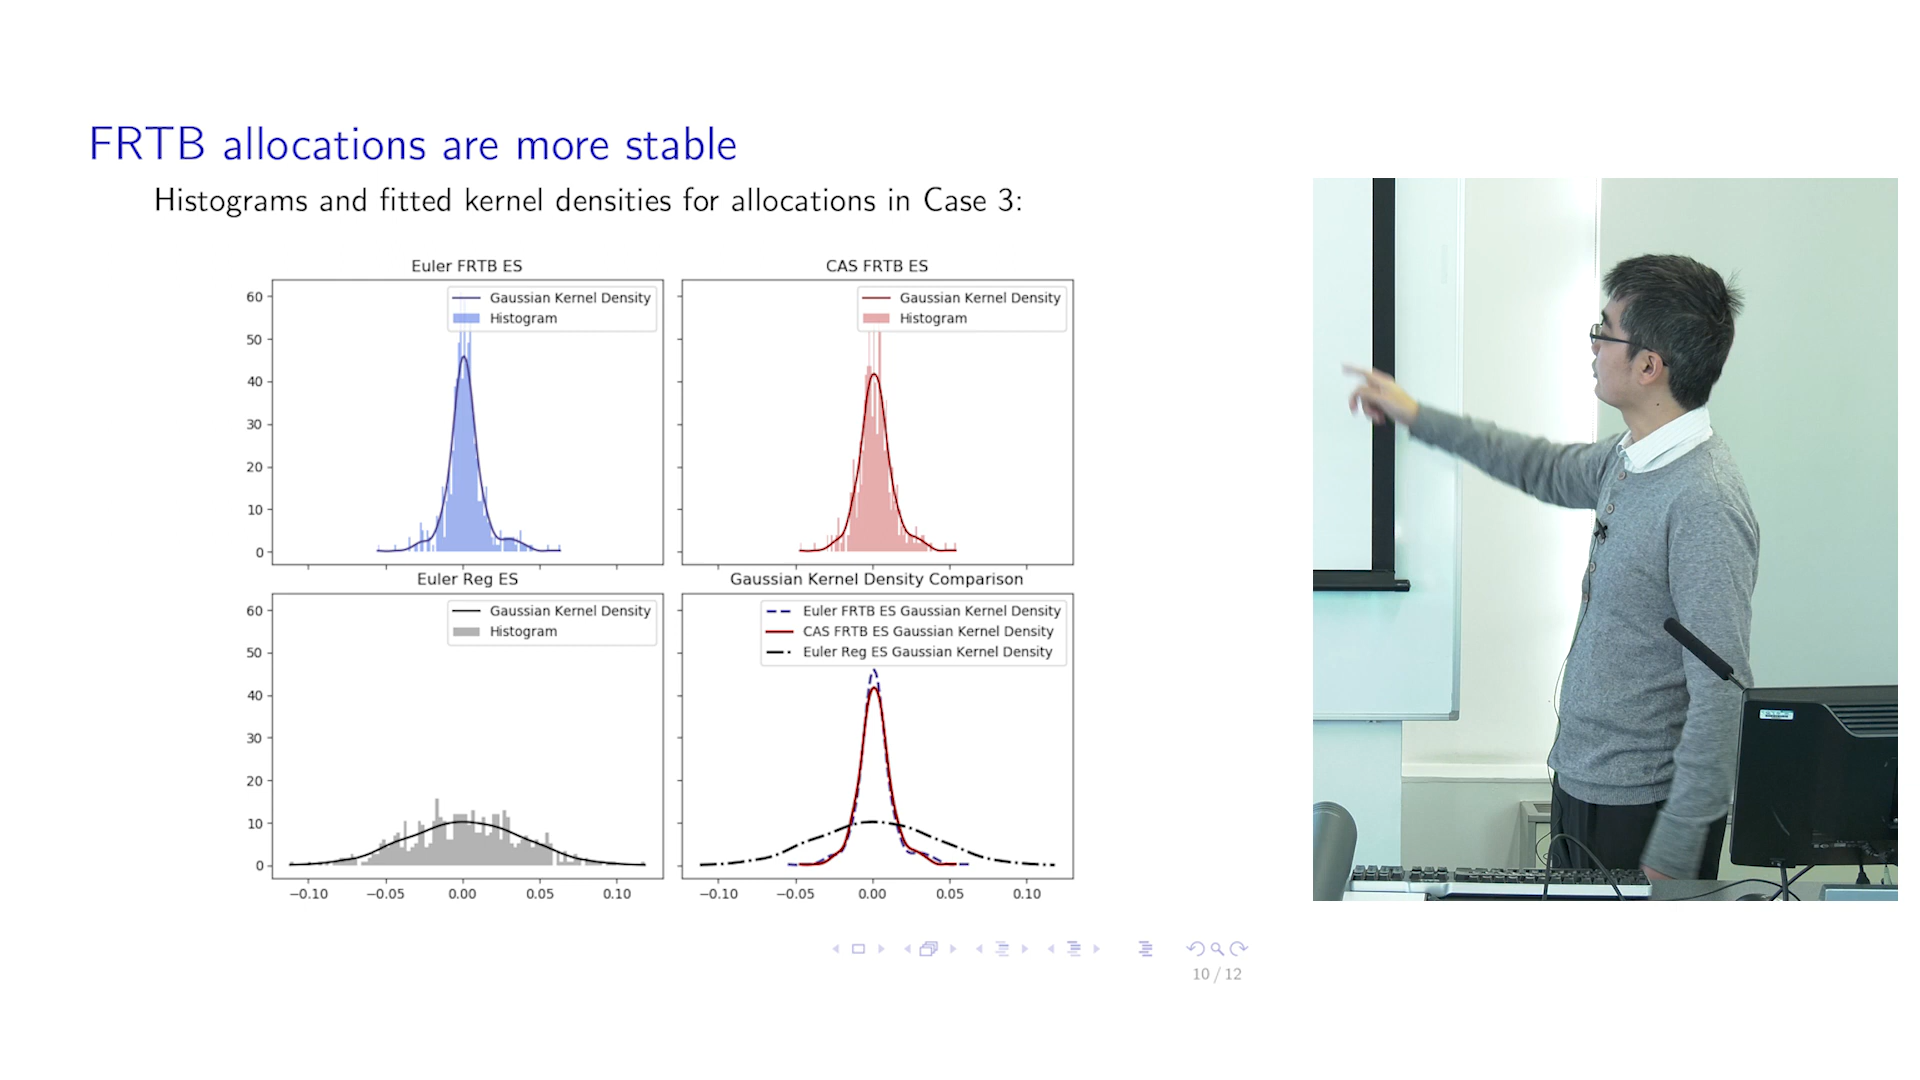 FRTB allocations are more stable
Histograms and fitted kernel densities for allocations in Case 3:
Euler FRTB ES
Gaussian Kernel Density
Histogram
60
50
40
30
20
10
0
CAS FRTB ES
Gaussian Kernel Density
Histogram
Euler Reg ES
Gaussian Kernel Density
Histogram
60
50
40
30
20
10
0
−0.10 −0.05 0.00 0.05 0.10
Gaussian Kernel Density Comparison
Euler FRTB ES Gaussian Kernel Density
CAS FRTB ES Gaussian Kernel Density
Euler Reg ES Gaussian Kernel Density
−0.10 −0.05 0.00 0.05 0.10
10 / 12